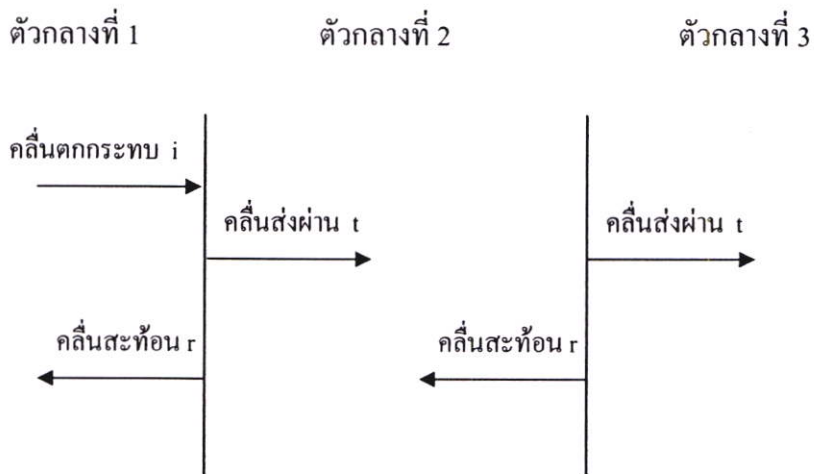 ตัวกลางที่ 1 ตัวกลางที่ 2 ตัวกลางที่ 3
คลื่นตกกระทบ i
คลื่นส่งผ่าน t คลื่นส่งผ่าน t
คลื่นสะท้อน r คลื่นสะท้อน r